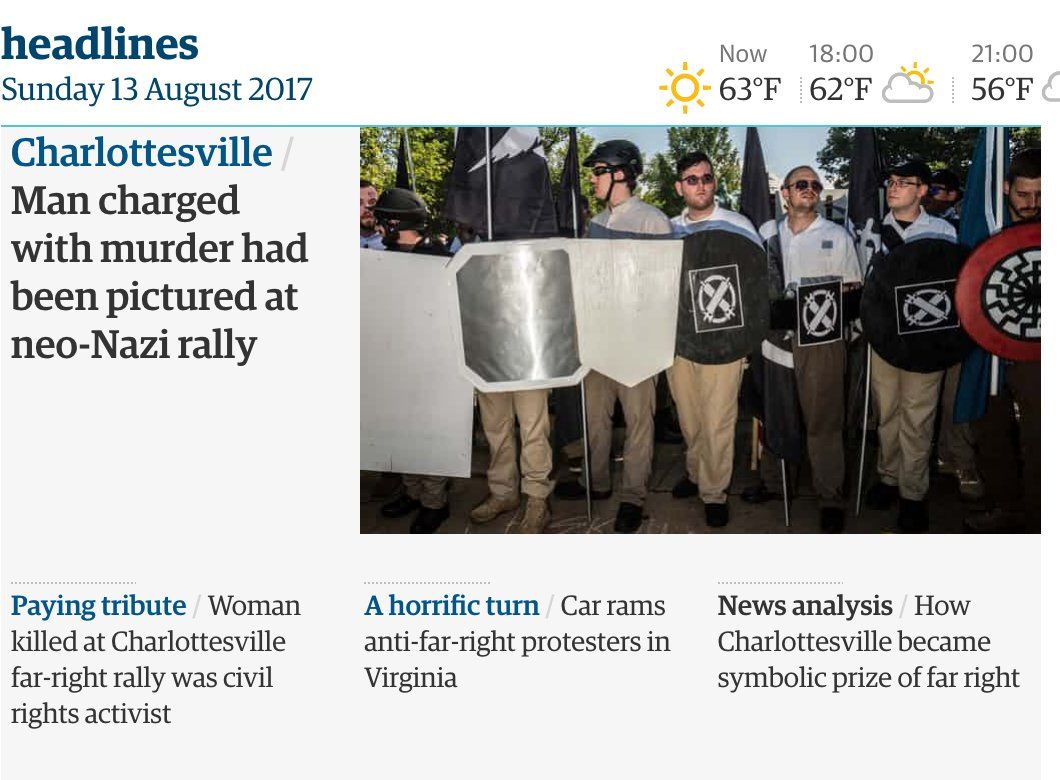 headlines
Sunday 13 August 2017
Now 18:00 21:00
63°F 62°F 56°F
Charlottesville /
Man charged
with murder had
been pictured at
neo-Nazi rally
Paying tribute / Woman
killed at Charlottesville
far-right rally was civil
rights activist
A horrific turn / Car rams
anti-far-right protesters in
Virginia
News analysis / How
Charlottesville became
symbolic prize of far right